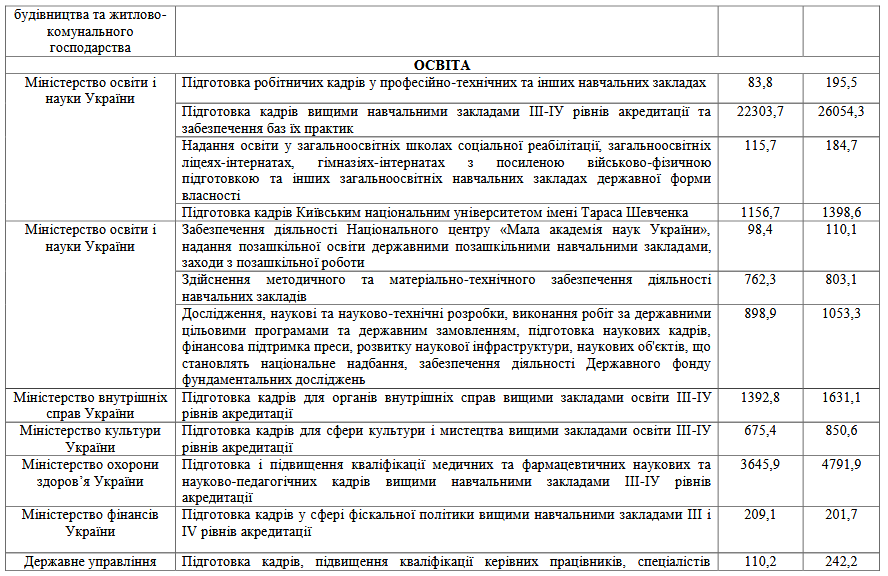 будівництва та житлово-
комунального
господарства
ОСВІТА
Міністерство освіти і
науки України
Підготовка робітничих кадрів у професійно-технічних та інших навчальних закладах
83,8
195,5
Підготовка кадрів вищими навчальними закладами ІІІ-ІУ рівнів акредитації та
забезпечення баз їх практик
22303,7
26054,3
Надання освіти у загальноосвітніх школах соціальної реабілітації, загальноосвітніх
ліцеях-інтернатах, гімназіях-інтернатах з посиленою військово-фізичною
підготовкою та інших загальноосвітніх навчальних закладах державної форми
власності
115,7
184,7
Підготовка кадрів Київським національним університетом імені Тараса Шевченка
1156,7
1398,6
Міністерство освіти і
науки України
Забезпечення діяльності Національного центру «Мала академія наук України»,
надання позашкільної освіти державними позашкільними навчальними закладами,
заходи з позашкільної роботи
98,4
110,1
Здійснення методичного та матеріально-технічного забезпечення діяльності
навчальних закладів
762,3
803,1
Дослідження, наукові та науково-технічні розробки, виконання робіт за державними
цільовими програмами та державним замовленням, підготовка наукових кадрів,
фінансова підтримка преси, розвитку наукової інфраструктури, наукових об'єктів, що
становлять національне надбання, забезпечення діяльності Державного фонду
фундаментальних досліджень
898,9
1053,3
Міністерство внутрішніх
справ України
Підготовка кадрів для органів внутрішніх справ вищими закладами освіти ІІІ-ІУ
рівнів акредитації
1392,8
1631,1
Міністерство культури
України
Підготовка кадрів для сфери культури і мистецтва вищими закладами освіти ІІІ-ІУ
рівнів акредитації
675,4
850,6
Міністерство охорони
здоров’я України
Підготовка і підвищення кваліфікації медичних та фармацевтичних наукових та
науково-педагогічних кадрів вищими навчальними закладами ІІІ-ІУ рівнів
акредитації
3645,9
4791,9
Міністерство фінансів
України
Підготовка кадрів у сфері фіскальної політики вищими навчальними закладами ІІІ і
ІV рівнів акредитації
209,1
201,7
Державне управління
Підготовка кадрів, підвищення кваліфікації керівних працівників, спеціалістів
110,2
242,2